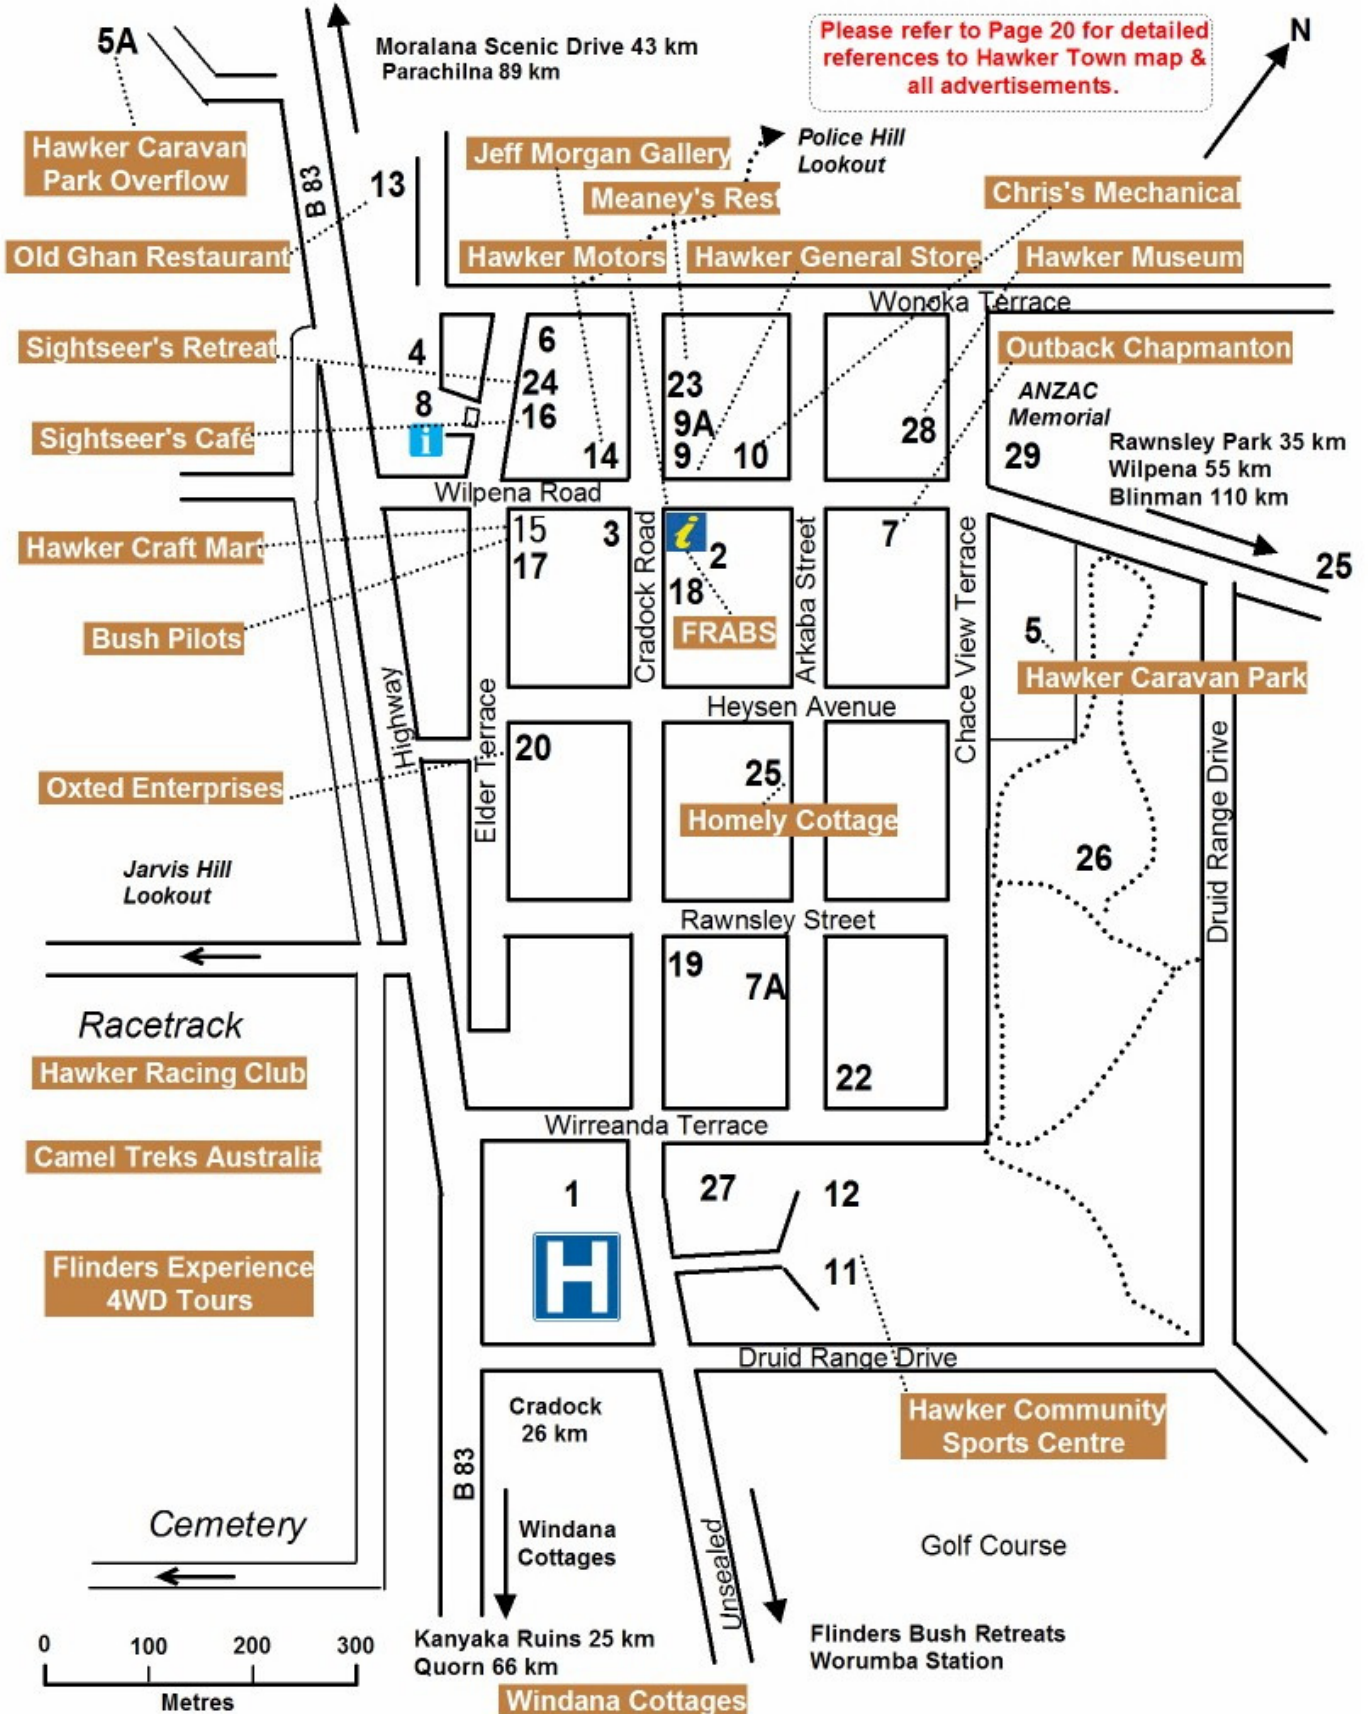 5A
Moralana Scenic Drive 43 km
Parachilna 89 km
Please refer to Page 20 for detailed
references to Hawker Town map &
all advertisements.
N
Hawker Caravan
Park Overflow
B 83
13
Jeff Morgan Gallery
Police Hill
Lookout
Meaney's Rest
Chris's Mechanical
Old Ghan Restaurant
Hawker Motors
Hawker General Store
Hawker Museum
Wonoka Terrace
Sightseer's Retreat
4
6
Outback Chapmanton
24
23
ANZAC
Memorial
8
16
9A
28
Sightseer's Café
i
14
9
10
29
Rawnsley Park 35 km
Wilpena 55 km
Blinman 110 km
Wilpena Road
Hawker Craft Mart
15
3
Cradock Road
i
2
Arkaba Street
7
Chace View Terrace
25
17
18
Bush Pilots
FRABS
5
Hawker Caravan Park
Highway
Elder Terrace
Heysen Avenue
Druid Range Drive
20
25
Oxted Enterprises
Homely Cottage
26
Jarvis Hill
Lookout
Rawnsley Street
19
7A
Racetrack
Hawker Racing Club
22
Wirreanda Terrace
Camel Treks Australia
1
27
12
H
11
Flinders Experience
4WD Tours
Druid Range Drive
Cradock
26 km
Hawker Community
Sports Centre
B 83
Cemetery
Windana
Cottages
Unsealed
Golf Course
0 100 200 300
Metres
Kanyaka Ruins 25 km
Quorn 66 km
Flinders Bush Retreats
Worumba Station
Windana Cottages